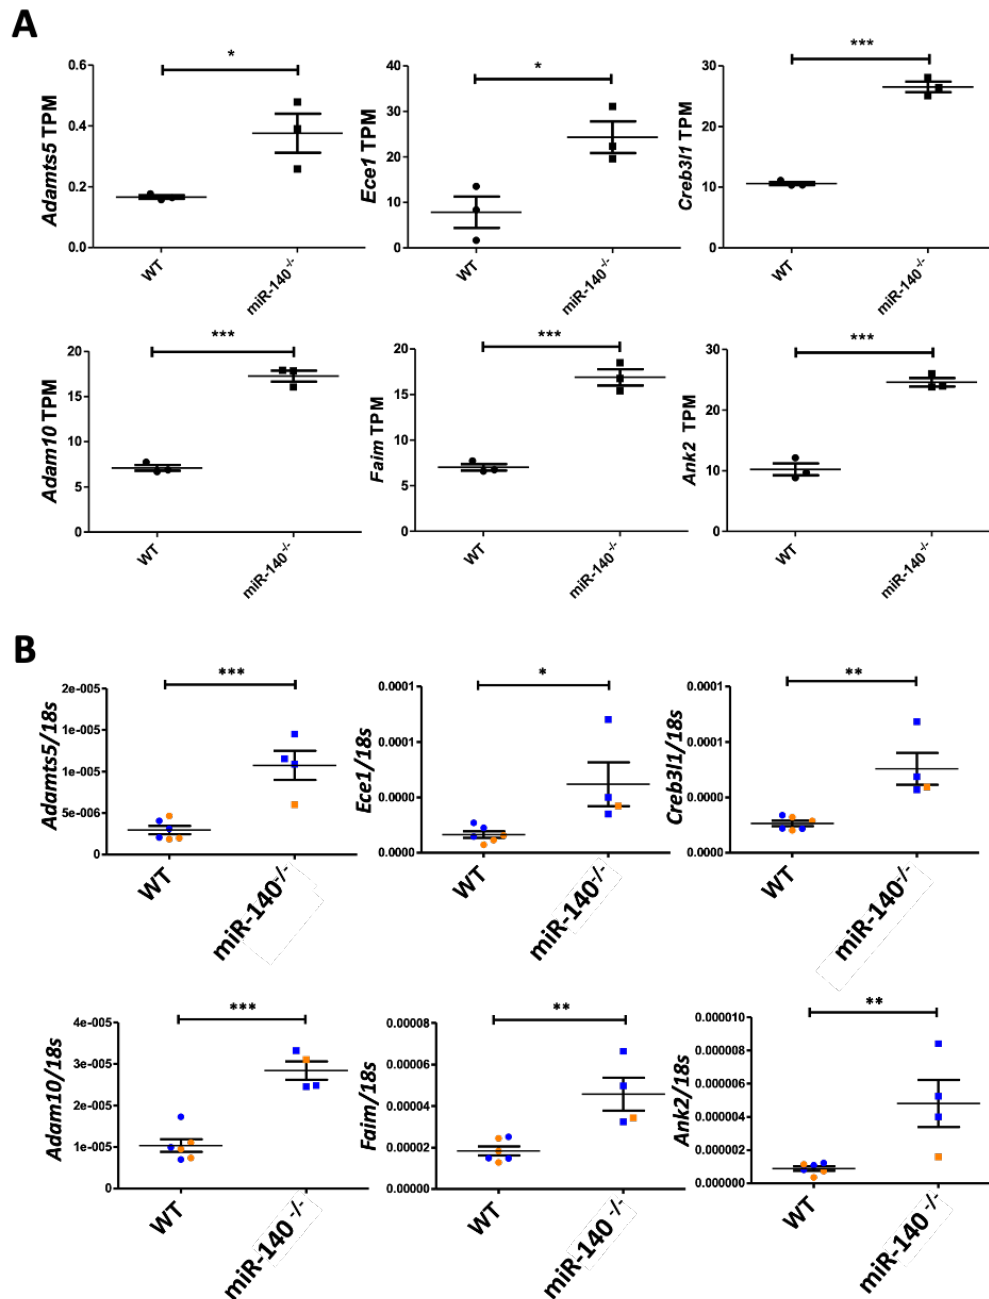 A
*
0.6
0.4
0.2
0.0
Adamts5 TPM
WT
miR-140-/-
*
40
30
20
10
0
Ece1 TPM
WT
miR-140-/-
***
30
20
10
0
Creb3l1 TPM
WT
miR-140-/-
***
20
15
10
5
0
Adam10 TPM
WT
miR-140-/-
***
20
15
10
5
0
Faim TPM
WT
miR-140-/-
***
30
20
10
0
Ank2 TPM
WT
miR-140-/-
B
***
2e-005
1e-005
1e-005
5e-006
0
Adamts5/18s
WT
miR-140-/-
*
0.0001
0.0001
0.0000
0.0000
Ece1/18s
WT
miR-140-/-
**
0.0001
0.0001
0.0000
0.0000
Creb3l1/18s
WT
miR-140-/-
***
4e-005
3e-005
2e-005
1e-005
0
Adam10/18s
WT
miR-140-/-
**
0.00008
0.00006
0.00004
0.00002
0.00000
Faim/18s
WT
miR-140-/-
**
0.000010
0.000008
0.000006
0.000004
0.000002
0.000000
Ank2/18s
WT
miR-140-/-